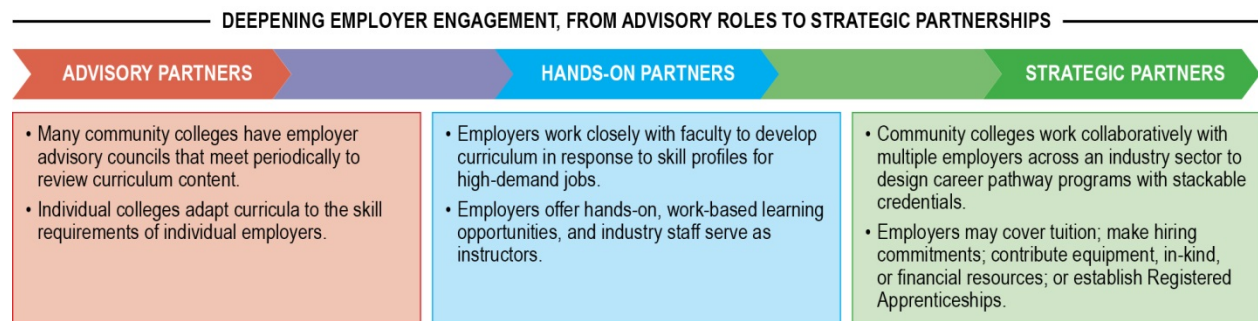 DEEPENING EMPLOYER ENGAGEMENT, FROM ADVISORY ROLES TO STRATEGIC PARTNERSHIPS
ADVISORY PARTNERS
HANDS-ON PARTNERS
STRATEGIC PARTNERS
• Many community colleges have employer
advisory councils that meet periodically to
review curriculum content.
• Individual colleges adapt curricula to the skill
requirements of individual employers.
• Employers work closely with faculty to develop
curriculum in response to skill profiles for
high-demand jobs.
• Employers offer hands-on, work-based learning
opportunities, and industry staff serve as
instructors.
• Community colleges work collaboratively with
multiple employers across an industry sector to
design career pathway programs with stackable
credentials.
• Employers may cover tuition; make hiring
commitments; contribute equipment, in-kind,
or financial resources; or establish Registered
Apprenticeships.